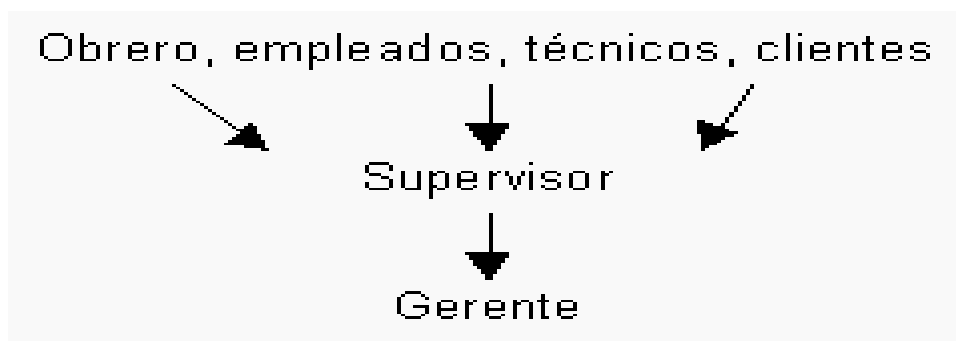 Obrero, empleados, técnicos, clientes
Supervisor
Gerente